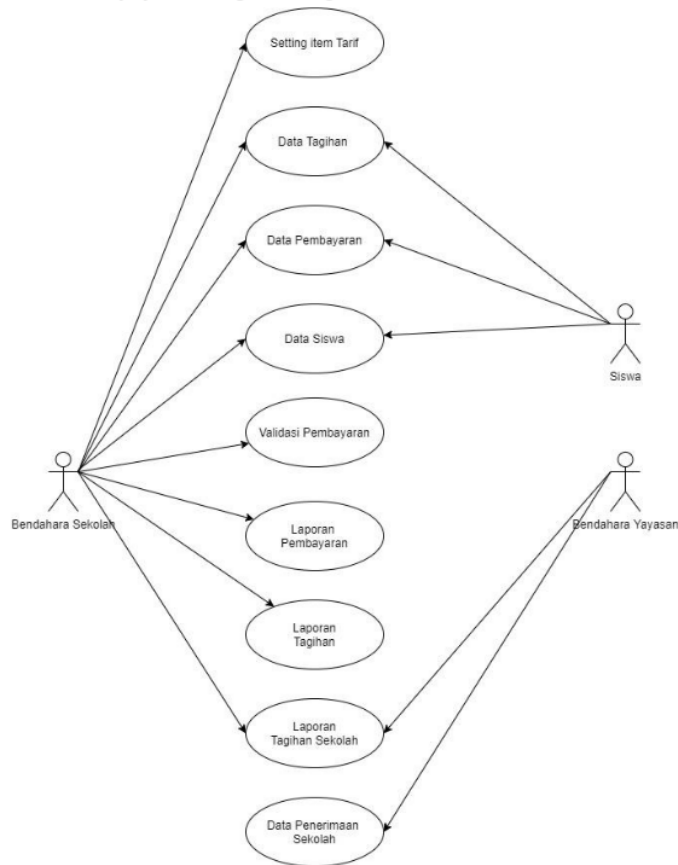 Setting item Tarif
Data Tagihan
Data Pembayaran
Data Siswa
Siswa
Validasi Pembayaran
Bendahara Sekolah
Bendahara Yayasan
Laporan
Pembayaran
Laporan
Tagihan
Laporan
Tagihan Sekolah
Data Penerimaan
Sekolah